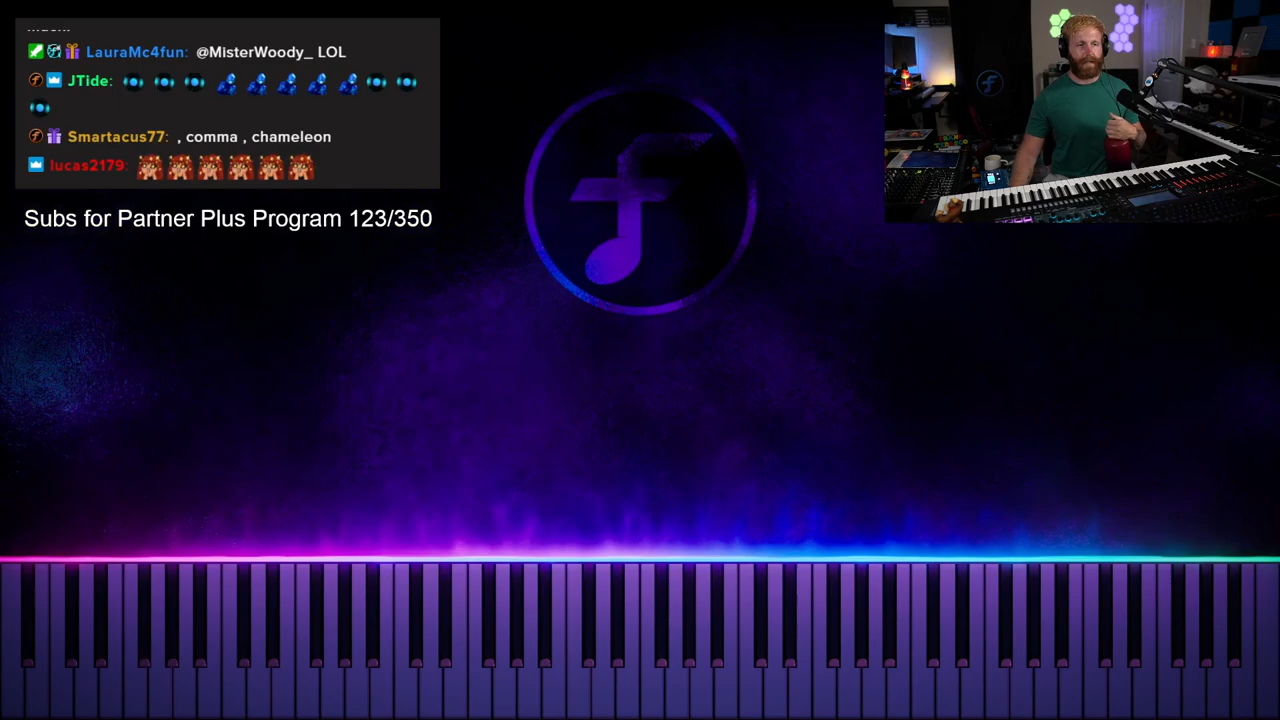 LauraMc4fun: @MisterWoody_ LOL
JTide:
Smartacus77: , comma , chameleon
lucas2179:
Subs for Partner Plus Program 123/350